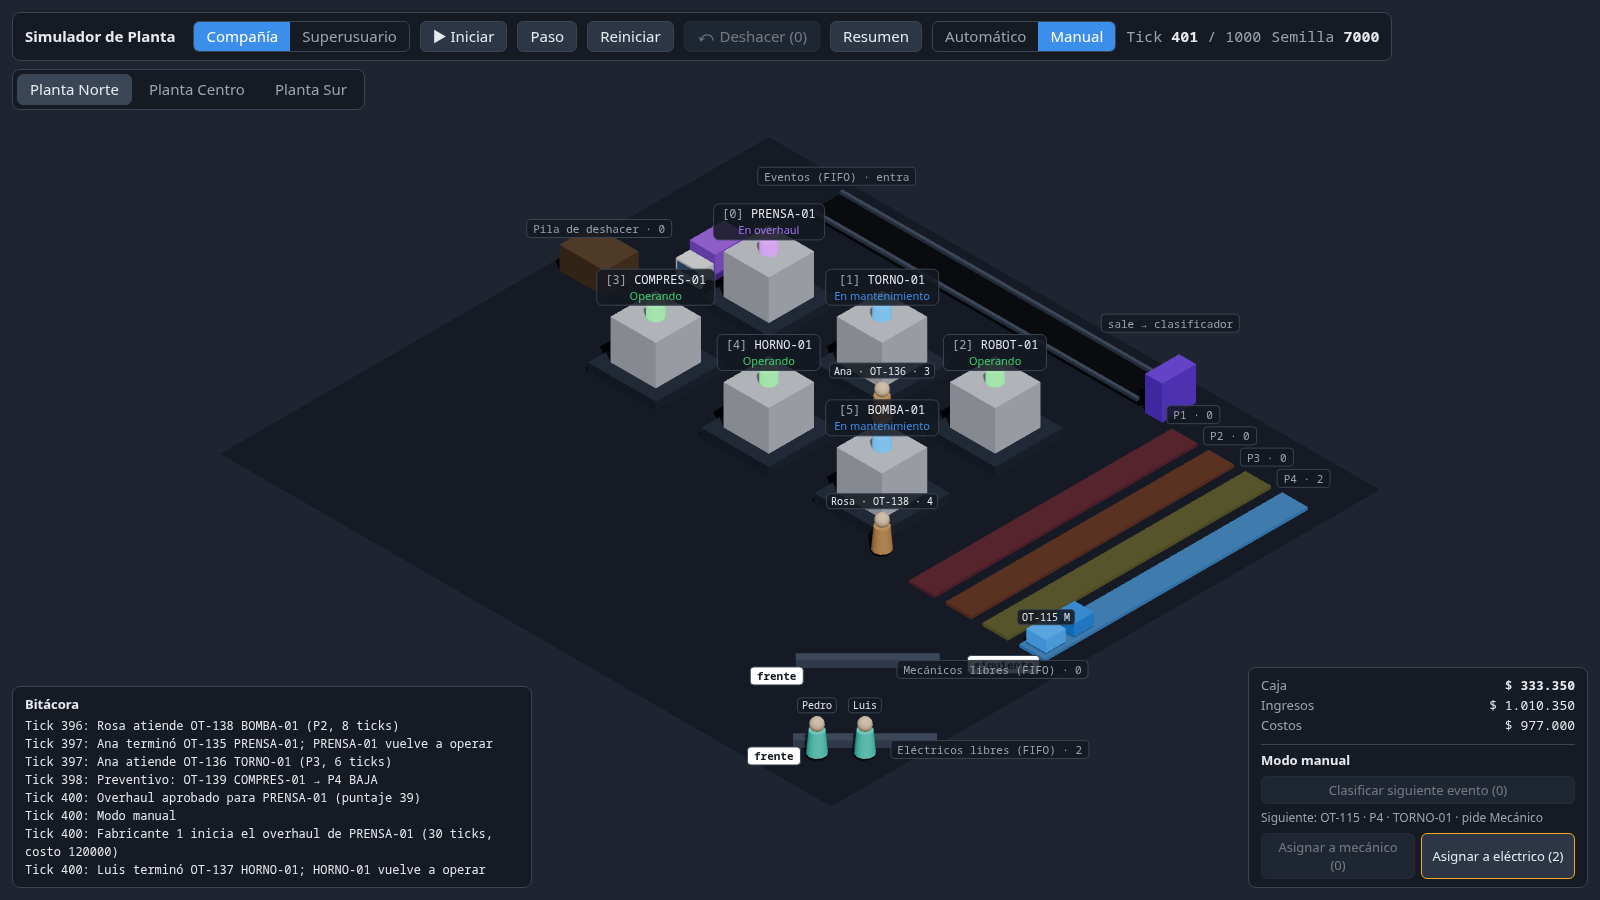 Simulador de Planta
Compañía
Superusuario
Iniciar
Paso
Reiniciar
Deshacer (0)
Resumen
Automático
Manual
Tick 401 / 1000 Semilla 7000
Planta Norte
Planta Centro
Planta Sur
Eventos (FIFO) · entra
Pila de deshacer · 0
[0] PRENSA-01
En overhaul
[3] COMPRES-01
Operando
[1] TORNO-01
En mantenimiento
sale → clasificador
[4] HORNO-01
Operando
[2] ROBOT-01
Operando
Ana · OT-136 · 3
[5] BOMBA-01
En mantenimiento
P1 · 0
P2 · 0
P3 · 0
P4 · 2
Rosa · OT-138 · 4
OT-115 M
Mecánicos libres (FIFO) · 0
frente
Pedro
Luis
Eléctricos libres (FIFO) · 2
frente
Bitácora
Tick 396: Rosa atiende OT-138 BOMBA-01 (P2, 8 ticks)
Tick 397: Ana terminó OT-135 PRENSA-01; PRENSA-01 vuelve a operar
Tick 397: Ana atiende OT-136 TORNO-01 (P3, 6 ticks)
Tick 398: Preventivo: OT-139 COMPRES-01 → P4 BAJA
Tick 400: Overhaul aprobado para PRENSA-01 (puntaje 39)
Tick 400: Modo manual
Tick 400: Fabricante 1 inicia el overhaul de PRENSA-01 (30 ticks,
costo 120000)
Tick 400: Luis terminó OT-137 HORNO-01; HORNO-01 vuelve a operar
Caja $ 333.350
Ingresos $ 1.010.350
Costos $ 977.000
Modo manual
Clasificar siguiente evento (0)
Siguiente: OT-115 · P4 · TORNO-01 · pide Mecánico
Asignar a mecánico
(0)
Asignar a eléctrico (2)